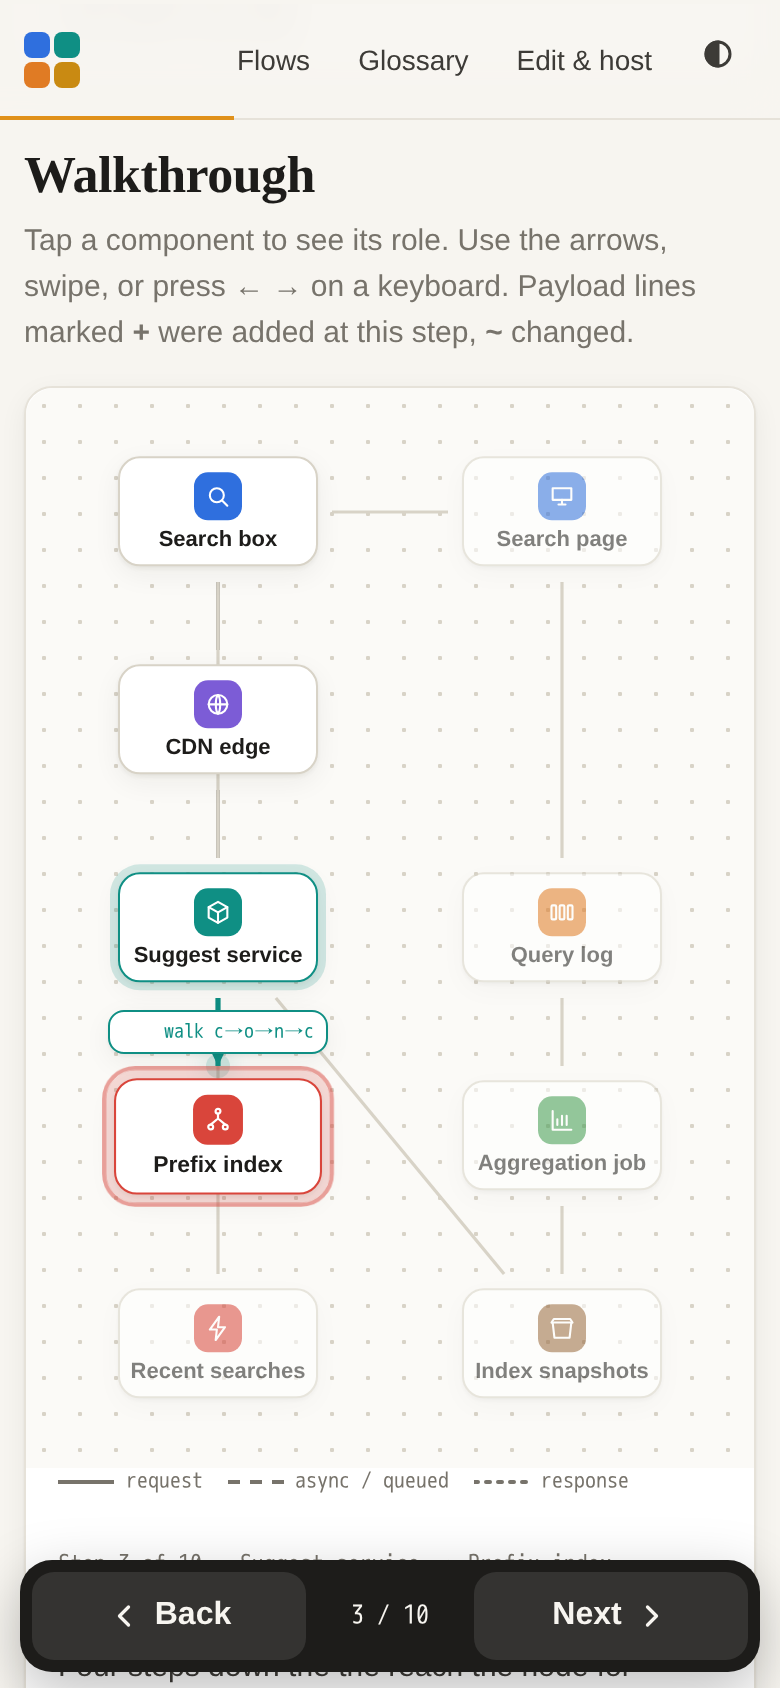 Flows Glossary Edit & host
Walkthrough
Tap a component to see its role. Use the arrows,
swipe, or press ← → on a keyboard. Payload lines
marked + were added at this step, ~ changed.
Search box
Search page
CDN edge
Suggest service
Query log
walk c→o→n→c
Prefix index
Aggregation job
Recent searches
Index snapshots
request async / queued response
Back 3 / 10 Next